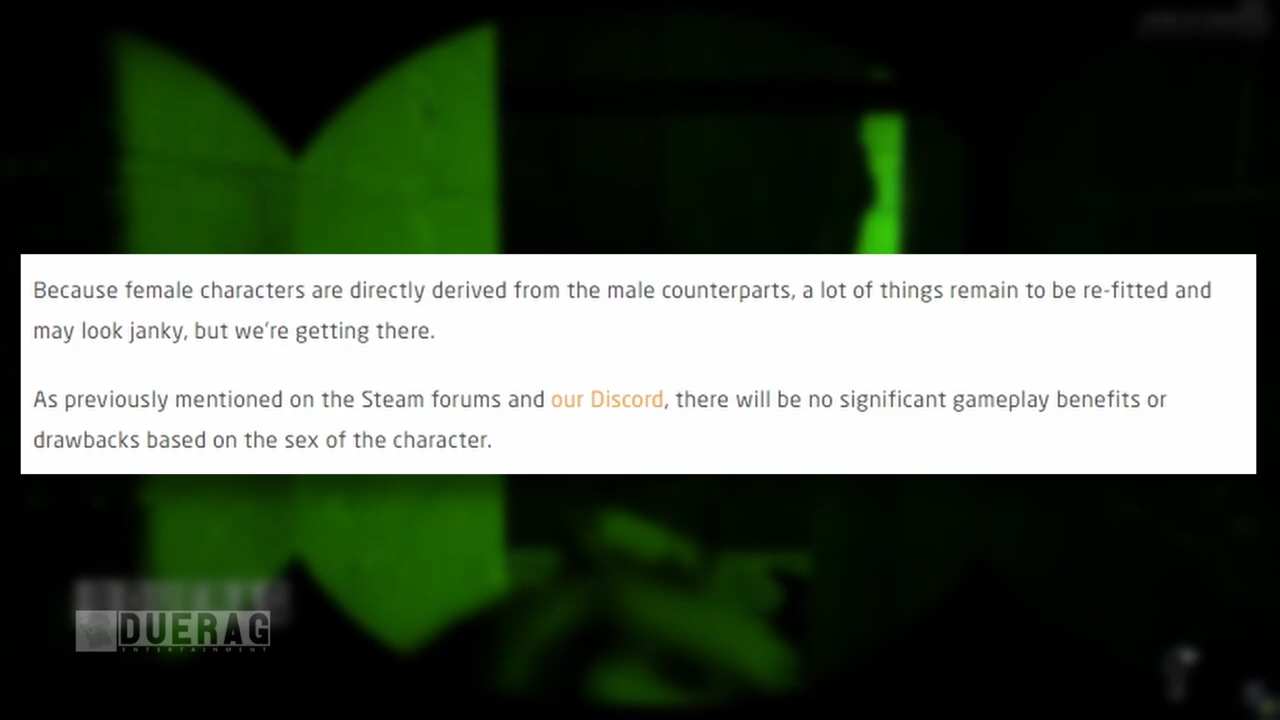 Because female characters are directly derived from the male counterparts, a lot of things remain to be re-fitted and
may look janky, but we're getting there.
As previously mentioned on the Steam forums and our Discord, there will be no significant gameplay benefits or
drawbacks based on the sex of the character.
DUERAG
ENTERTAINMENT